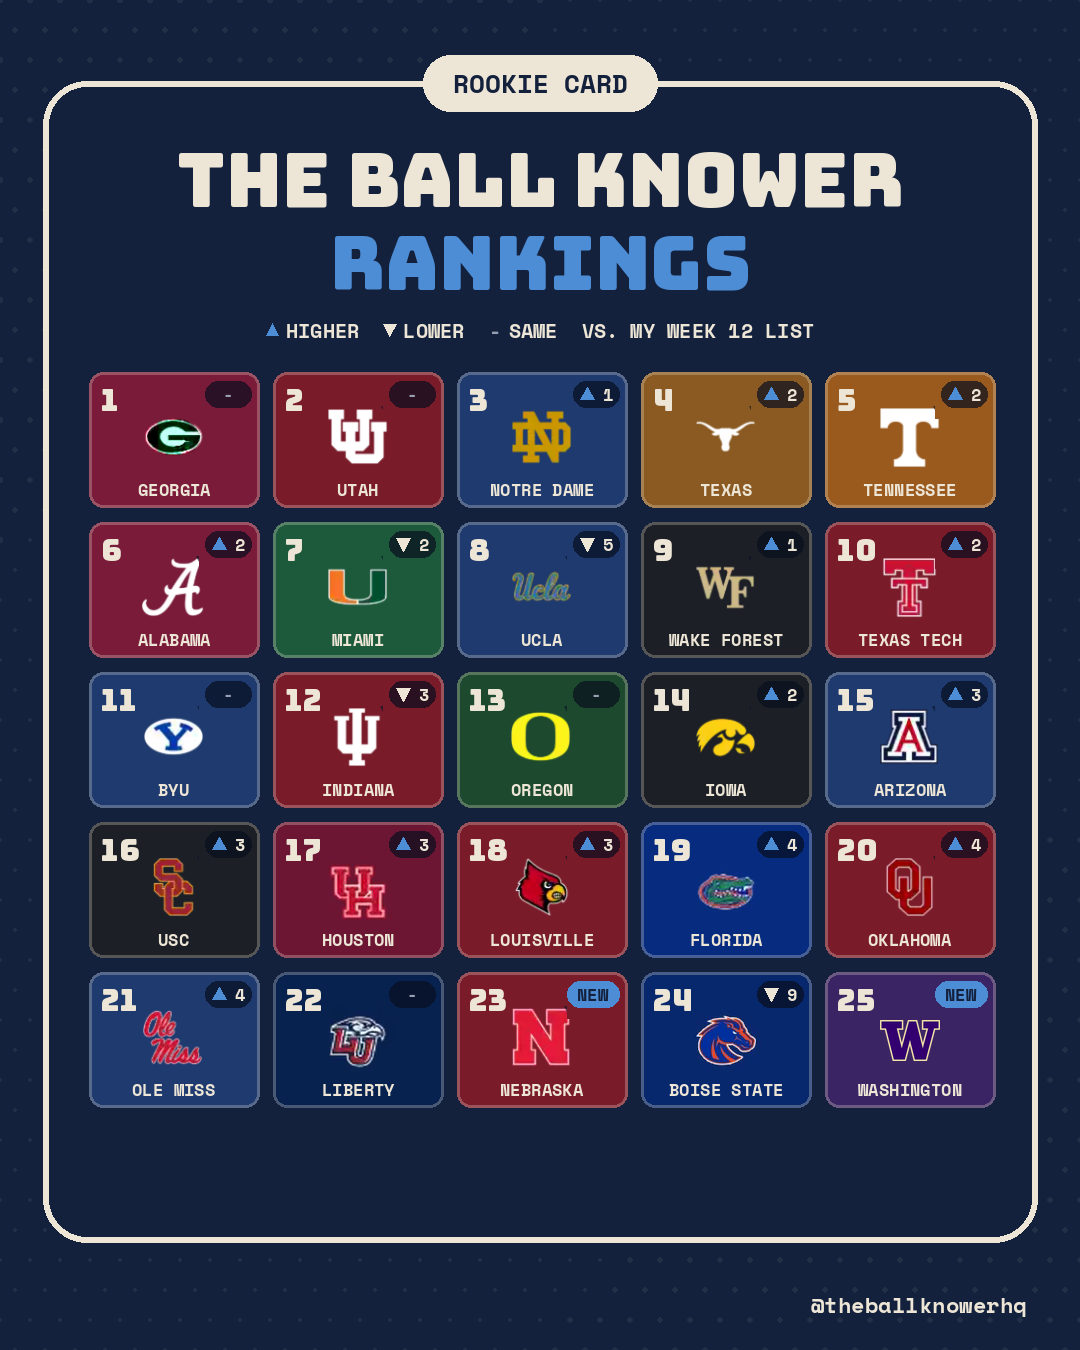 ROOKIE CARD
THE BALL KNOWER
RANKINGS
▲ HIGHER ▼ LOWER - SAME VS. MY WEEK 12 LIST
1 -
GEORGIA
2 -
UTAH
3 ▲ 1
NOTRE DAME
4 ▲ 2
TEXAS
5 ▲ 2
TENNESSEE
6 ▲ 2
ALABAMA
7 ▼ 2
MIAMI
8 ▼ 5
Ucla
UCLA
9 ▲ 1
WF
WAKE FOREST
10 ▲ 2
TEXAS TECH
11 -
BYU
12 ▼ 3
INDIANA
13 -
OREGON
14 ▲ 2
IOWA
15 ▲ 3
ARIZONA
16 ▲ 3
USC
17 ▲ 3
HOUSTON
18 ▲ 3
LOUISVILLE
19 ▲ 4
FLORIDA
20 ▲ 4
OKLAHOMA
21 ▲ 4
Ole
Miss
OLE MISS
22 -
LIBERTY
23 NEW
NEBRASKA
24 ▼ 9
BOISE STATE
25 NEW
WASHINGTON
@theballknowerhq